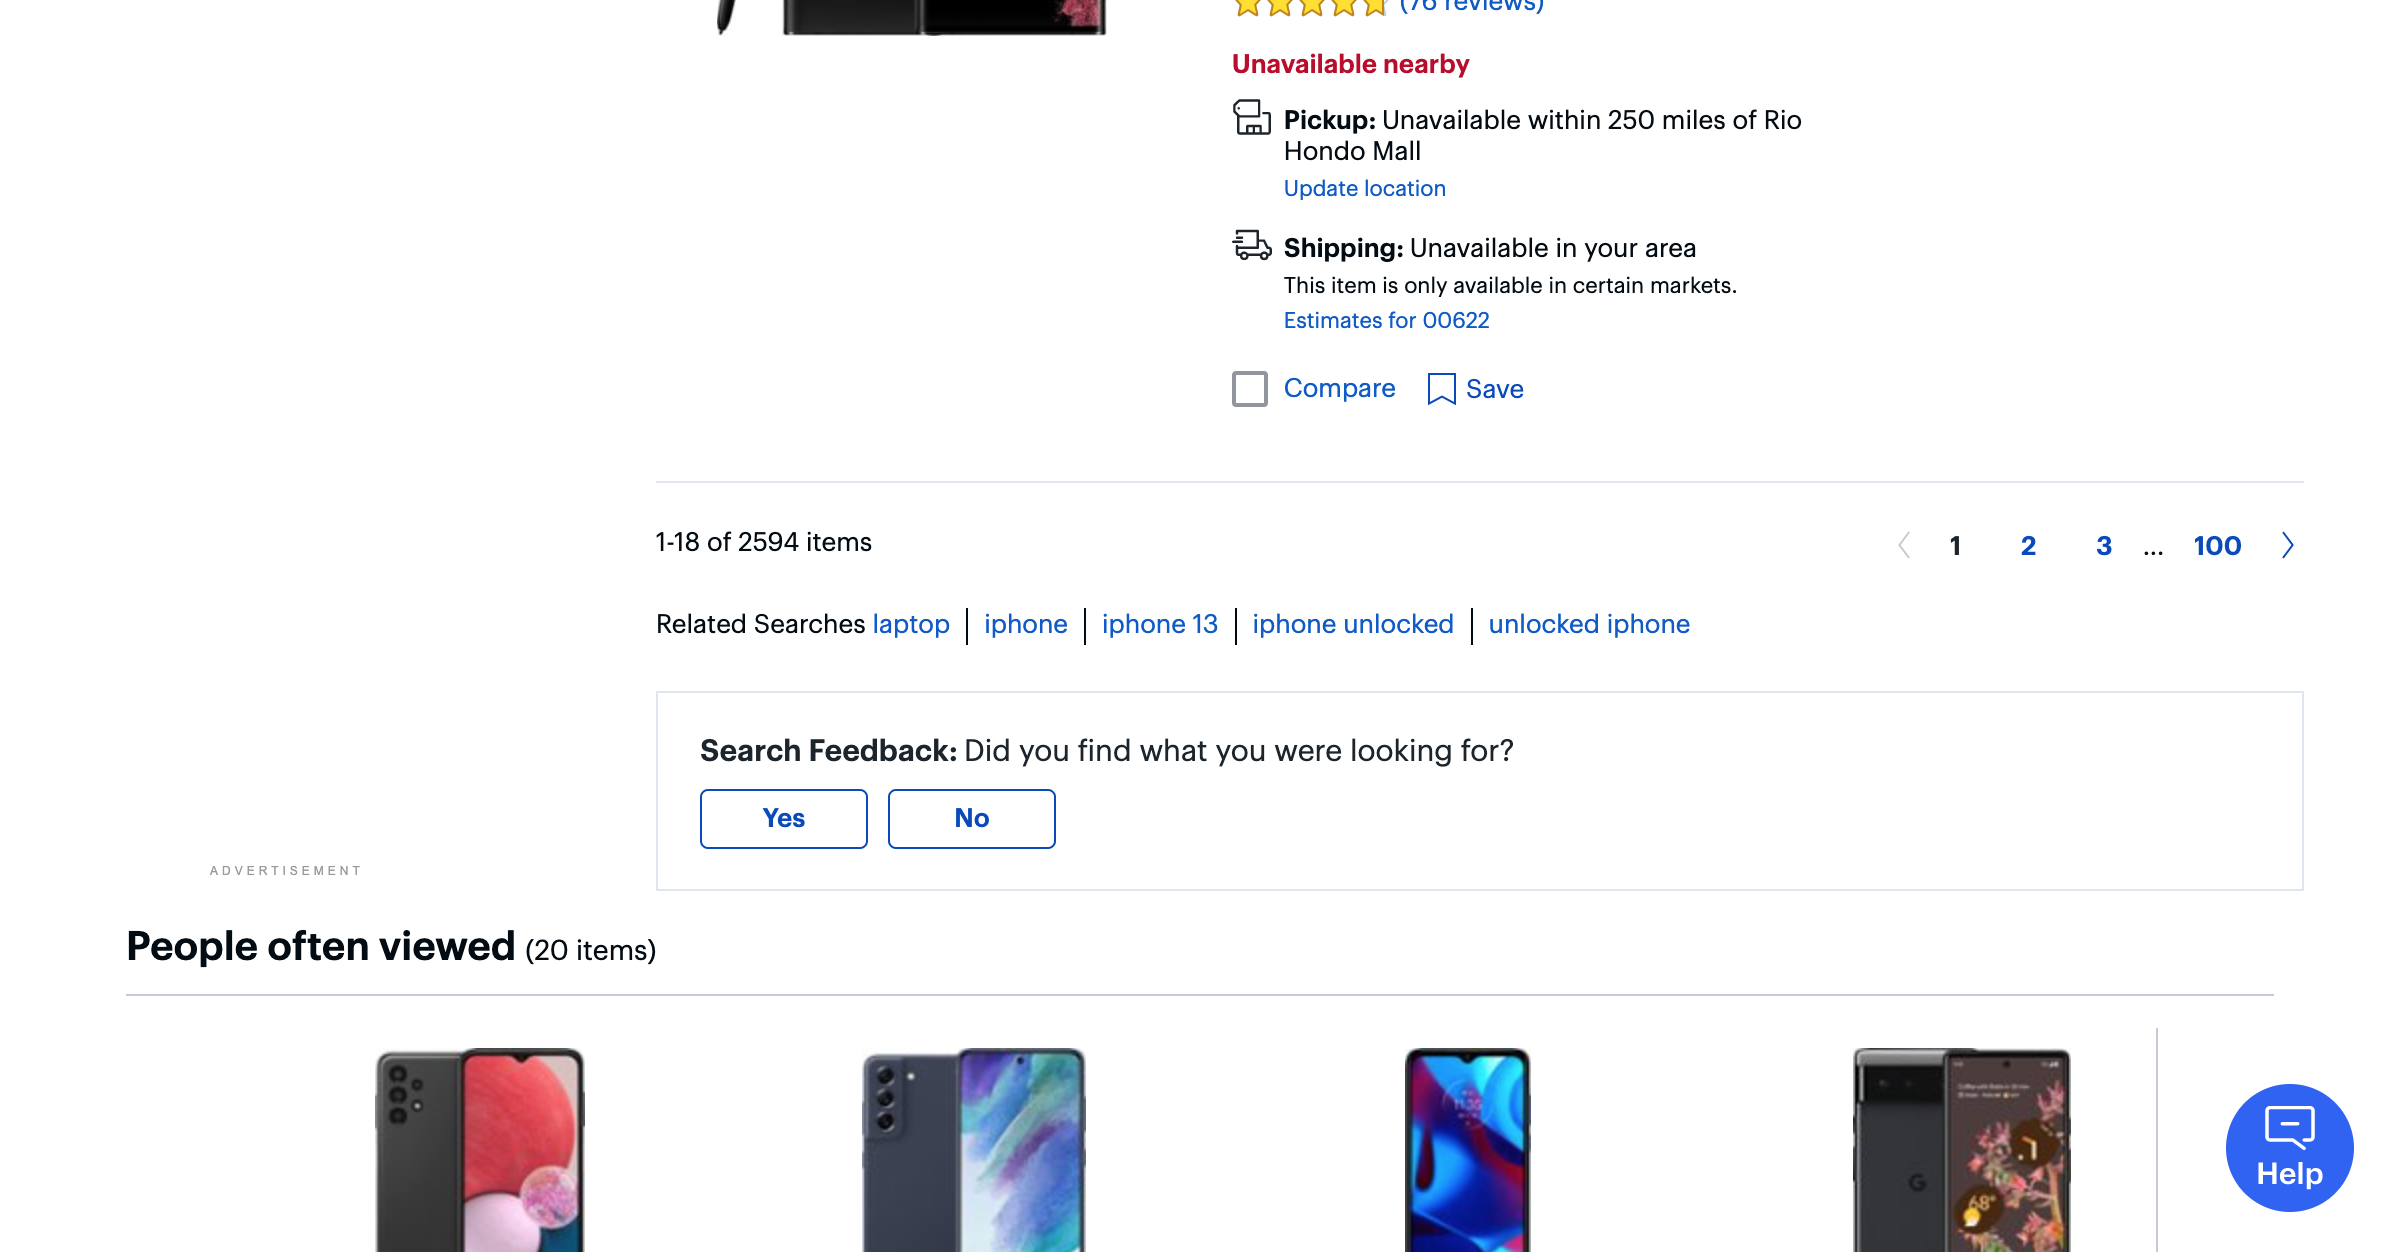 (76 reviews)
Unavailable nearby
Pickup: Unavailable within 250 miles of Rio
Hondo Mall
Update location
Shipping: Unavailable in your area
This item is only available in certain markets.
Estimates for 00622
Compare
Save
1-18 of 2594 items
1 2 3 ... 100
Related Searches laptop | iphone | iphone 13 | iphone unlocked | unlocked iphone
Search Feedback: Did you find what you were looking for?
Yes
No
ADVERTISEMENT
People often viewed (20 items)
68°
Help